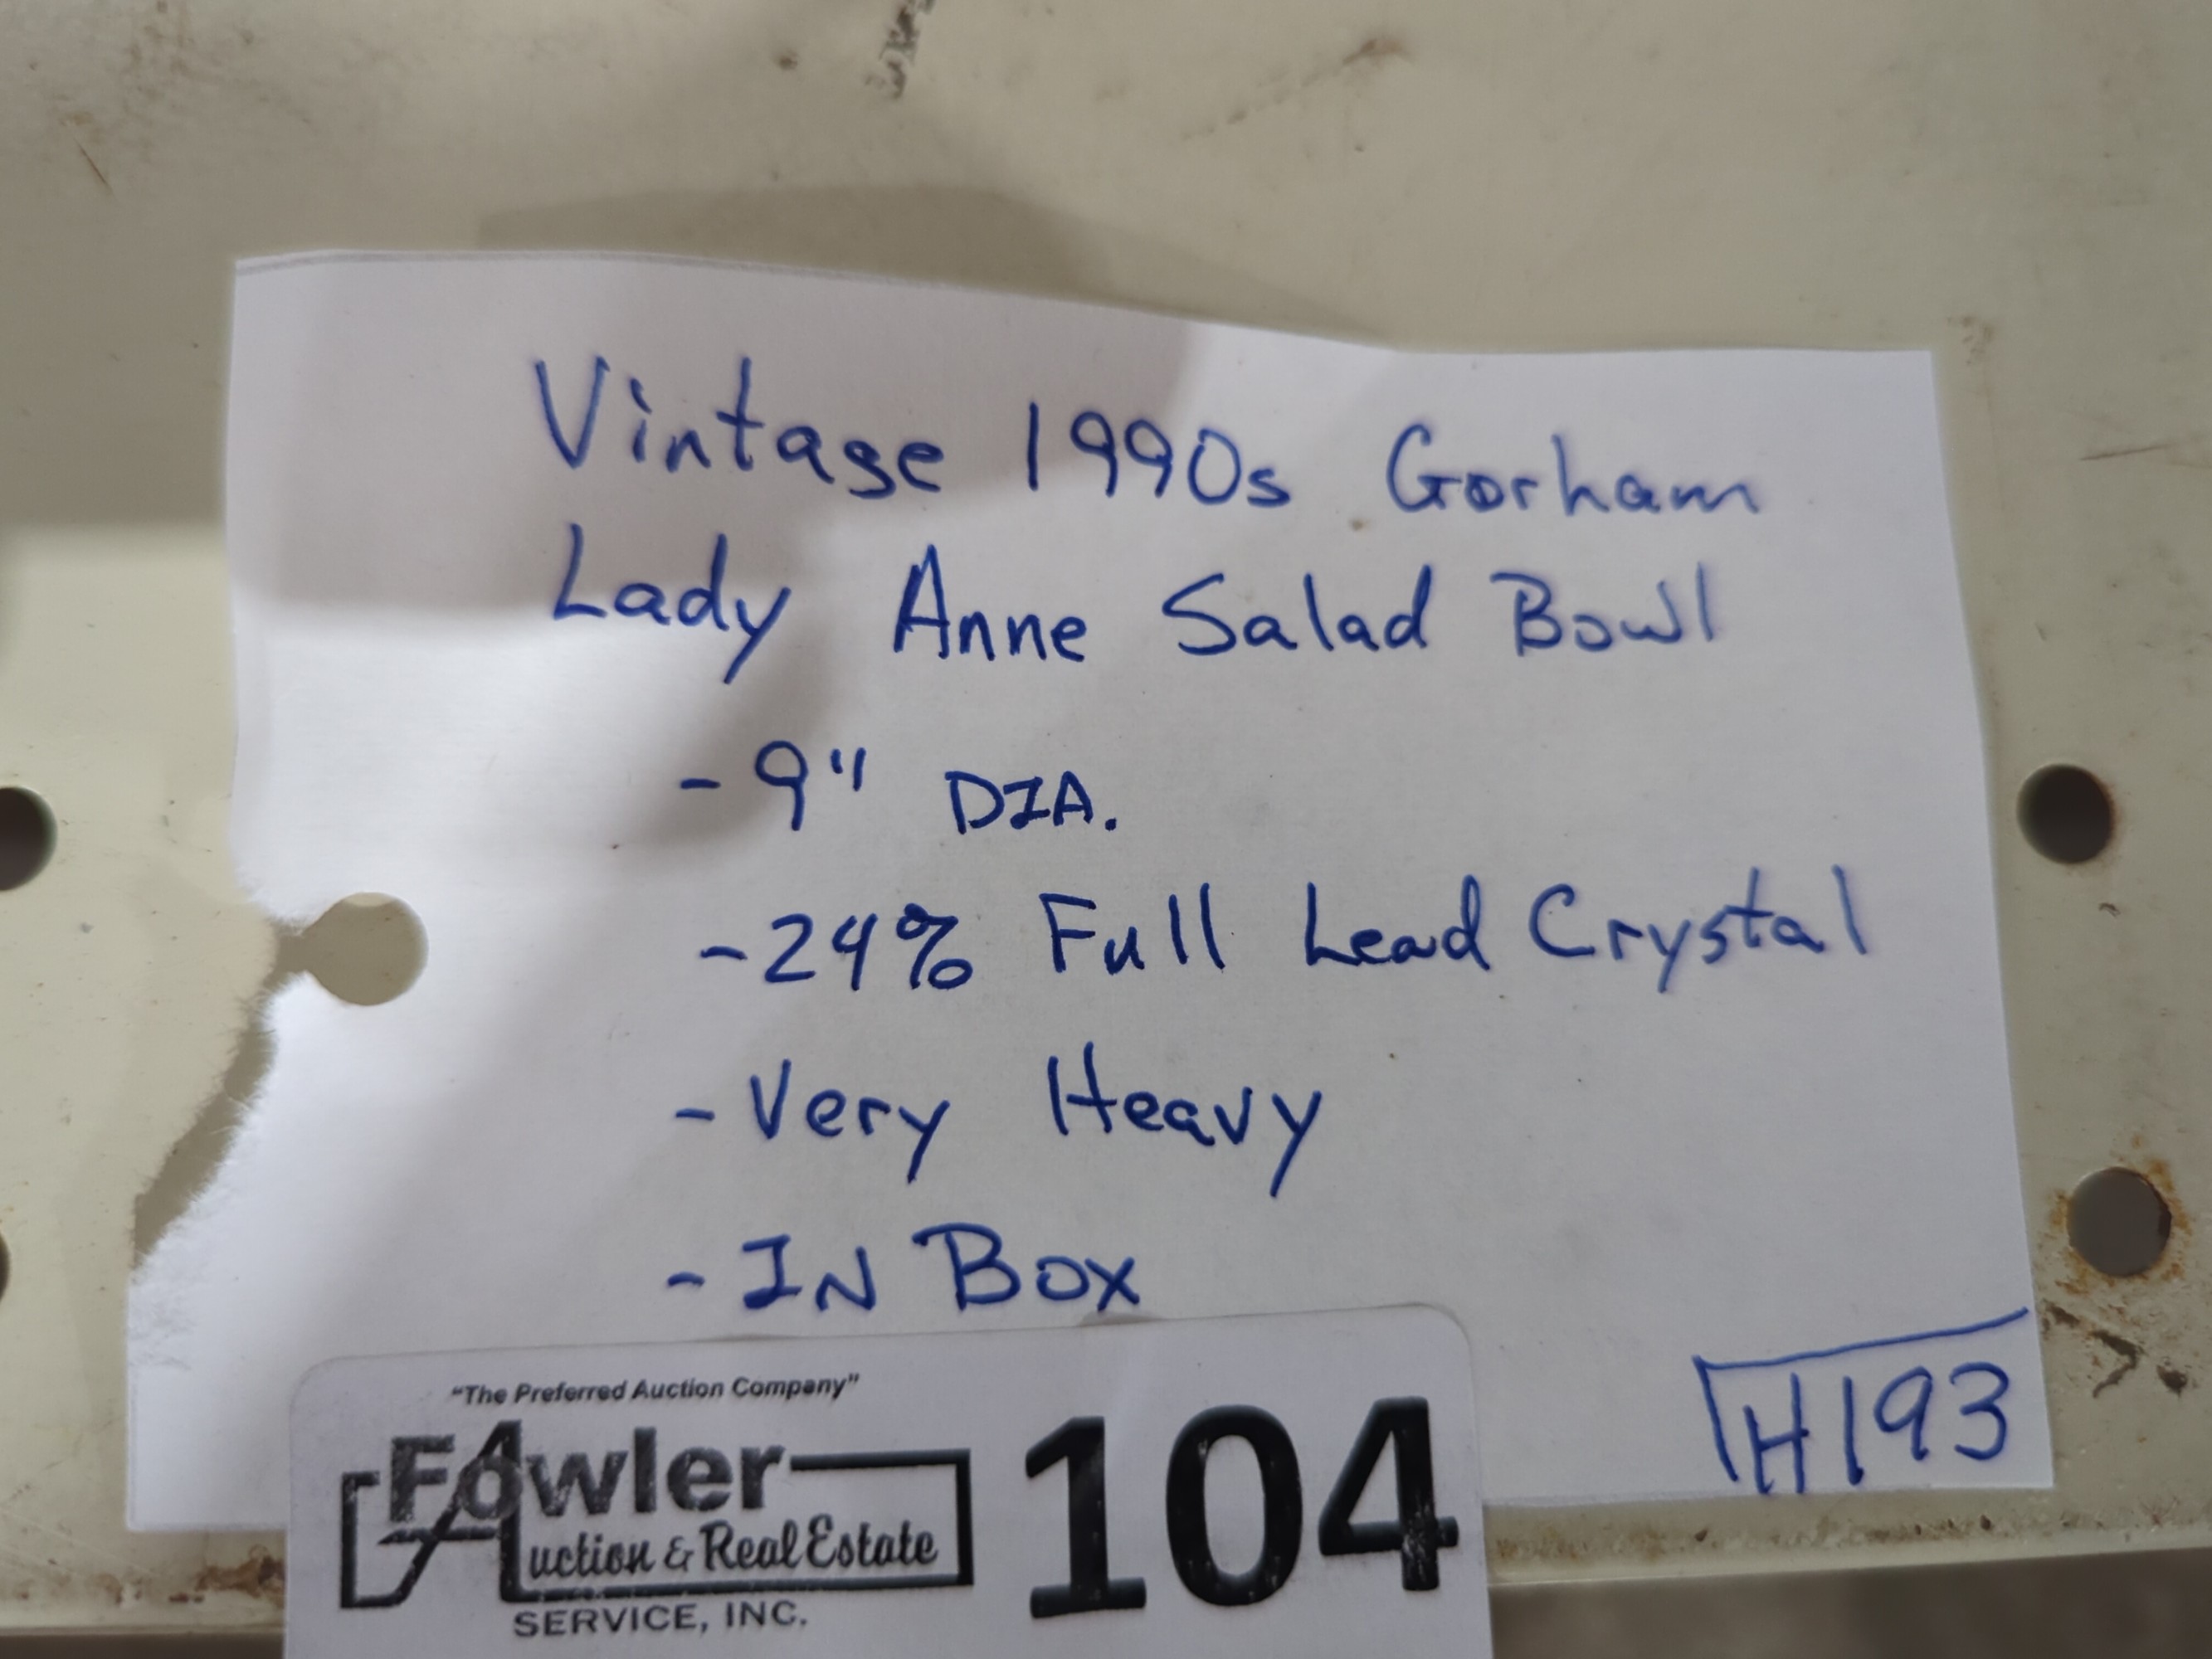 Vintage 1990s Gorham
Lady Anne Salad Bowl
- 9" DIA.
- 24% Full Lead Crystal
- Very Heavy
- IN Box
H193
"The Preferred Auction Company"
Fowler
Auction & Real Estate
SERVICE, INC.
104